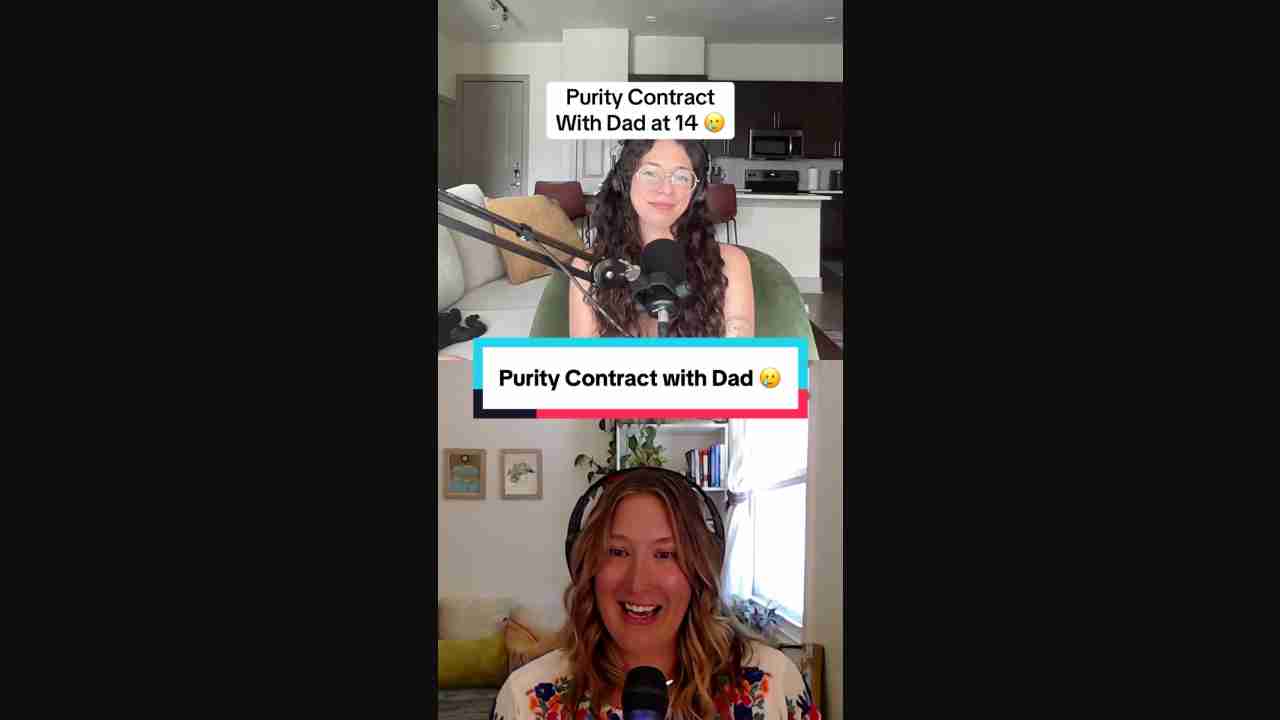 Purity Contract
With Dad at 14 🥲
Purity Contract with Dad 🥲